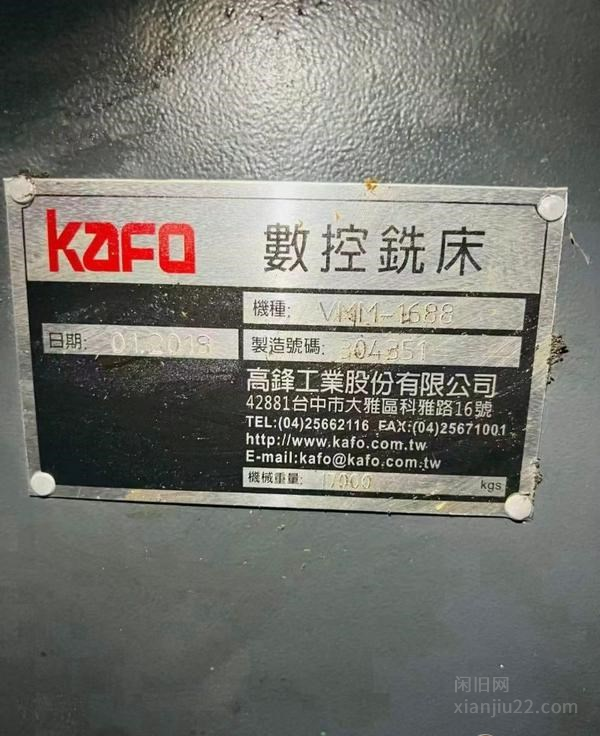 KAFO 數控銑床
機種: VMM-1688
日期: 01.2018 製造號碼: 304851
高鋒工業股份有限公司
42881台中市大雅區科雅路16號
TEL:(04)25662116 FAX:(04)25671001
http://www.kafo.com.tw
E-mail:kafo@kafo.com.tw
機械重量: 17000 kgs
闲旧网
xianjiu22.com